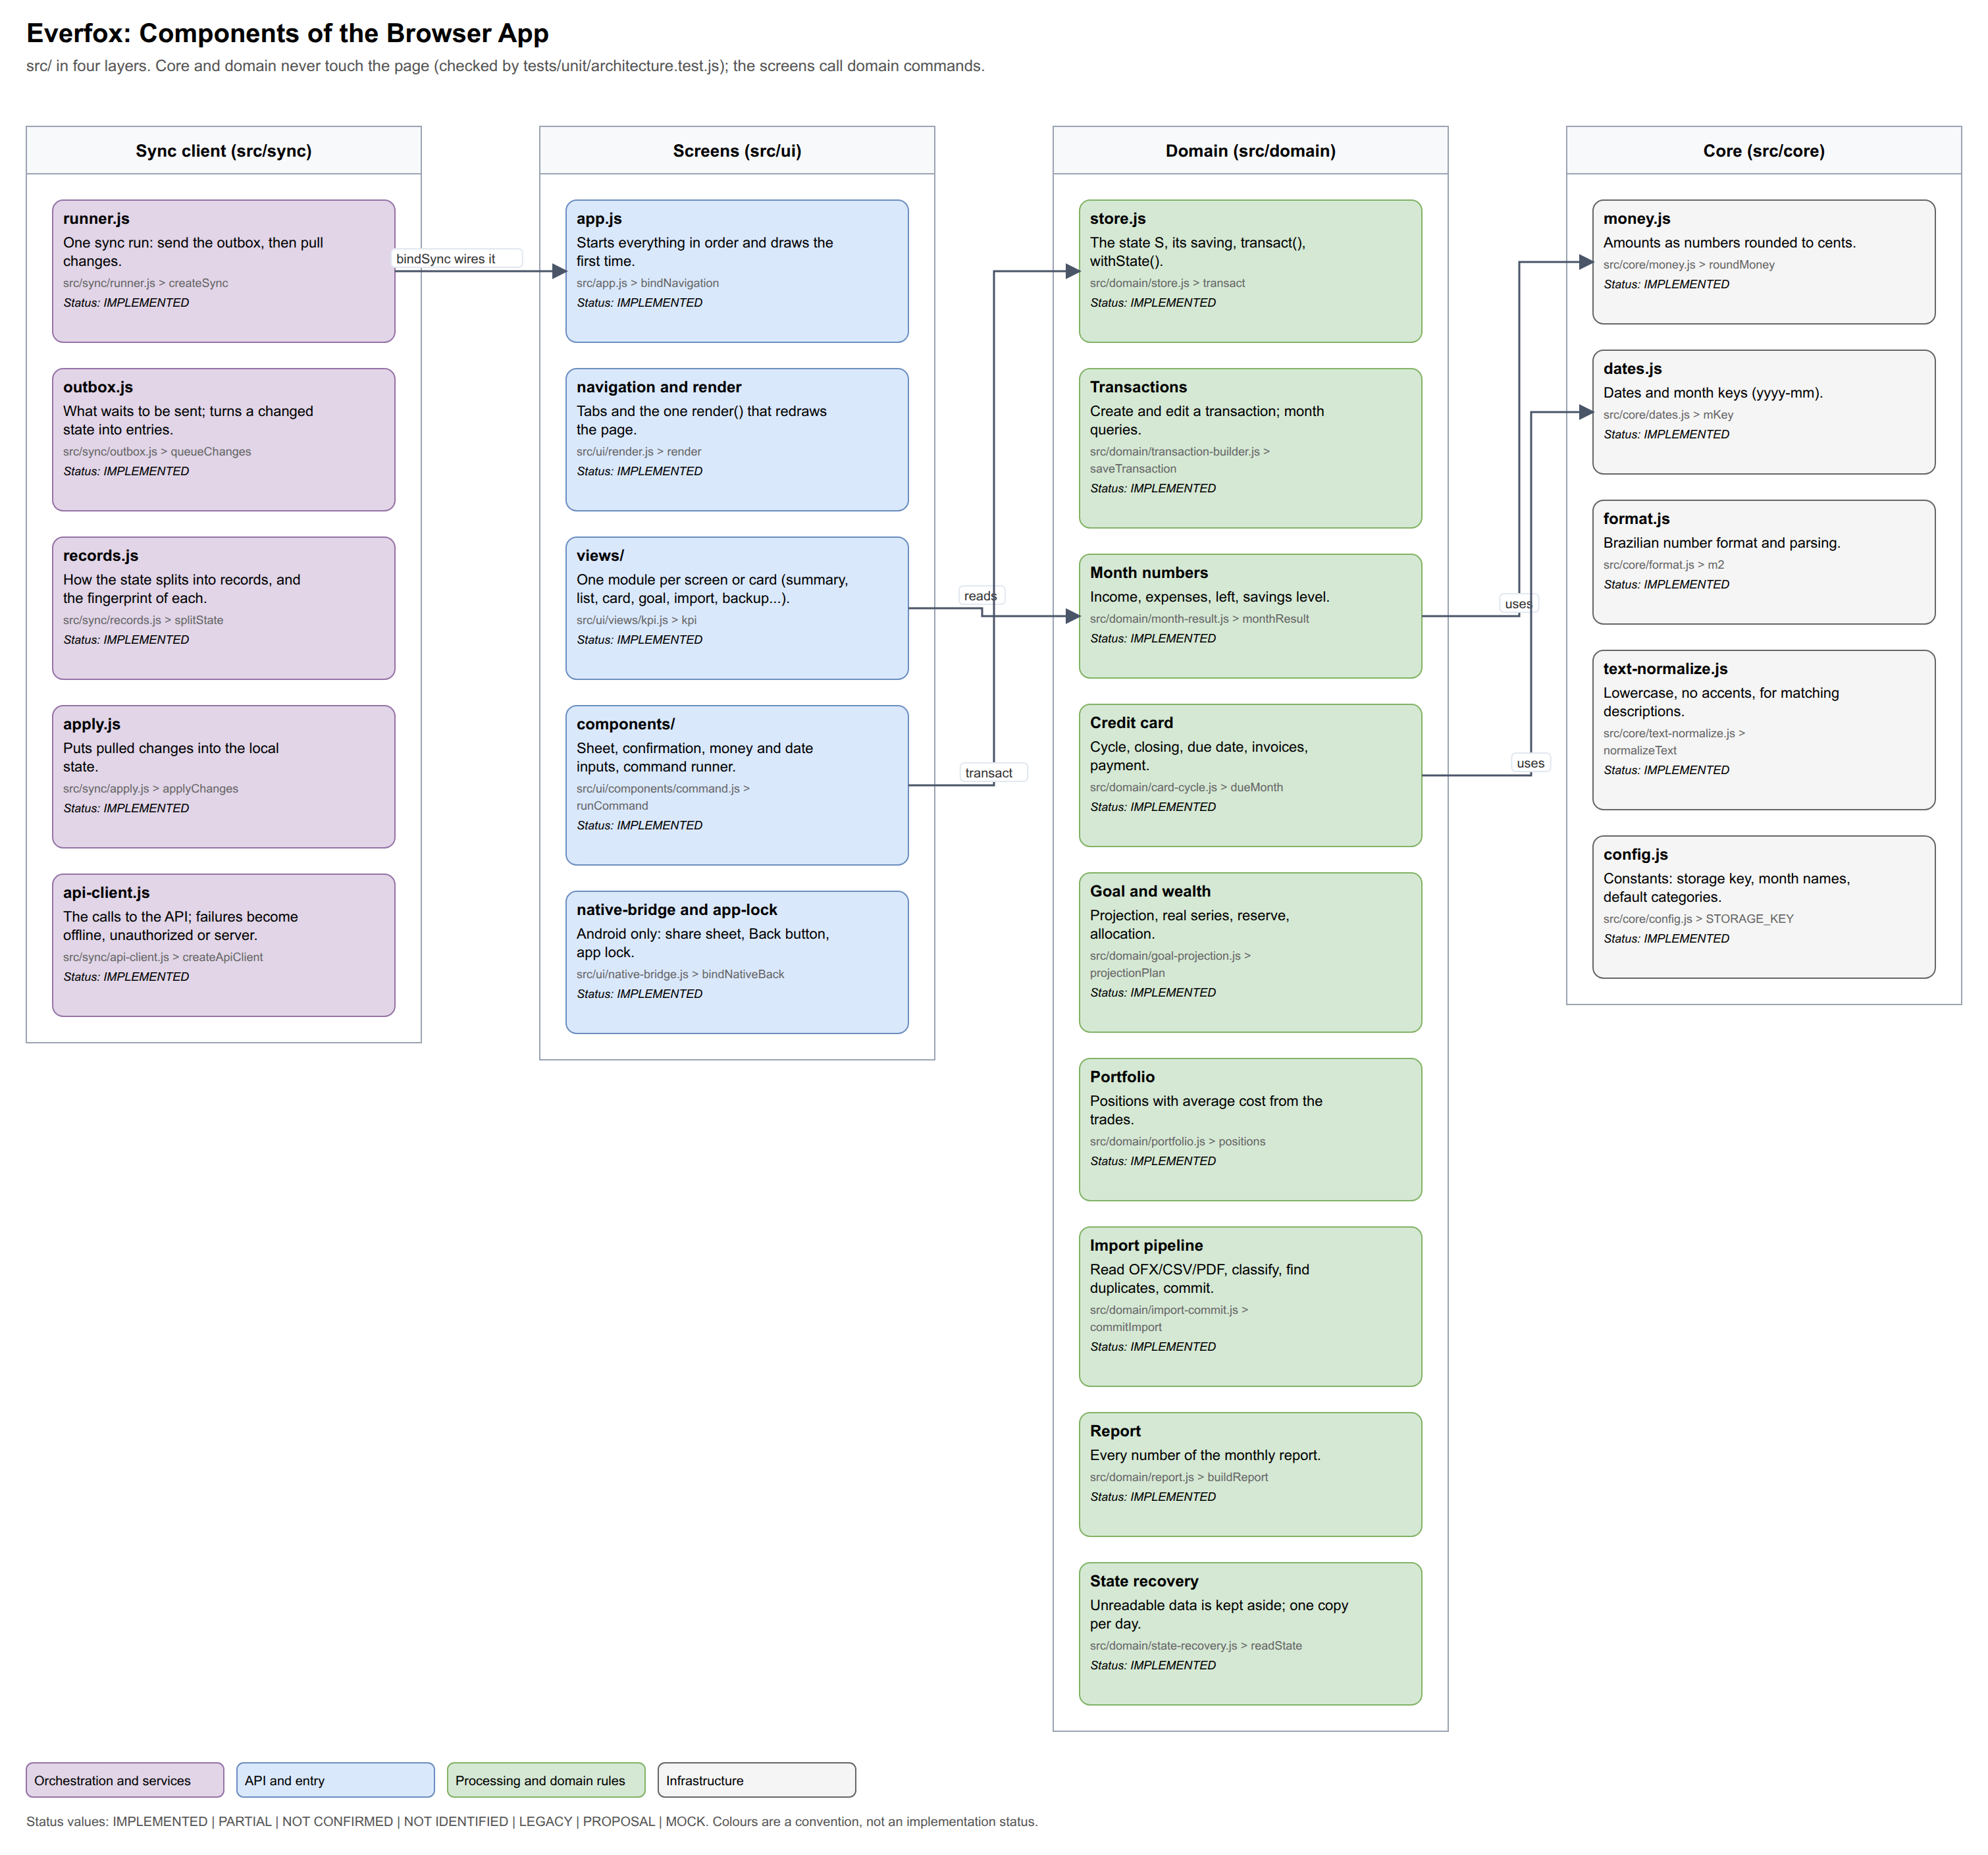 Everfox: Components of the Browser App
src/ in four layers. Core and domain never touch the page (checked by tests/unit/architecture.test.js); the screens call domain commands.
Sync client (src/sync)
runner.js
One sync run: send the outbox, then pull
changes.
src/sync/runner.js > createSync
Status: IMPLEMENTED
outbox.js
What waits to be sent; turns a changed
state into entries.
src/sync/outbox.js > queueChanges
Status: IMPLEMENTED
records.js
How the state splits into records, and
the fingerprint of each.
src/sync/records.js > splitState
Status: IMPLEMENTED
apply.js
Puts pulled changes into the local
state.
src/sync/apply.js > applyChanges
Status: IMPLEMENTED
api-client.js
The calls to the API; failures become
offline, unauthorized or server.
src/sync/api-client.js > createApiClient
Status: IMPLEMENTED
bindSync wires it
Screens (src/ui)
app.js
Starts everything in order and draws the
first time.
src/app.js > bindNavigation
Status: IMPLEMENTED
navigation and render
Tabs and the one render() that redraws
the page.
src/ui/render.js > render
Status: IMPLEMENTED
views/
One module per screen or card (summary,
list, card, goal, import, backup...).
src/ui/views/kpi.js > kpi
Status: IMPLEMENTED
components/
Sheet, confirmation, money and date
inputs, command runner.
src/ui/components/command.js >
runCommand
Status: IMPLEMENTED
native-bridge and app-lock
Android only: share sheet, Back button,
app lock.
src/ui/native-bridge.js > bindNativeBack
Status: IMPLEMENTED
reads
transact
Domain (src/domain)
store.js
The state S, its saving, transact(),
withState().
src/domain/store.js > transact
Status: IMPLEMENTED
Transactions
Create and edit a transaction; month
queries.
src/domain/transaction-builder.js >
saveTransaction
Status: IMPLEMENTED
Month numbers
Income, expenses, left, savings level.
src/domain/month-result.js > monthResult
Status: IMPLEMENTED
Credit card
Cycle, closing, due date, invoices,
payment.
src/domain/card-cycle.js > dueMonth
Status: IMPLEMENTED
Goal and wealth
Projection, real series, reserve,
allocation.
src/domain/goal-projection.js >
projectionPlan
Status: IMPLEMENTED
Portfolio
Positions with average cost from the
trades.
src/domain/portfolio.js > positions
Status: IMPLEMENTED
Import pipeline
Read OFX/CSV/PDF, classify, find
duplicates, commit.
src/domain/import-commit.js >
commitImport
Status: IMPLEMENTED
Report
Every number of the monthly report.
src/domain/report.js > buildReport
Status: IMPLEMENTED
State recovery
Unreadable data is kept aside; one copy
per day.
src/domain/state-recovery.js > readState
Status: IMPLEMENTED
uses
uses
Core (src/core)
money.js
Amounts as numbers rounded to cents.
src/core/money.js > roundMoney
Status: IMPLEMENTED
dates.js
Dates and month keys (yyyy-mm).
src/core/dates.js > mKey
Status: IMPLEMENTED
format.js
Brazilian number format and parsing.
src/core/format.js > m2
Status: IMPLEMENTED
text-normalize.js
Lowercase, no accents, for matching
descriptions.
src/core/text-normalize.js >
normalizeText
Status: IMPLEMENTED
config.js
Constants: storage key, month names,
default categories.
src/core/config.js > STORAGE_KEY
Status: IMPLEMENTED
Orchestration and services
API and entry
Processing and domain rules
Infrastructure
Status values: IMPLEMENTED | PARTIAL | NOT CONFIRMED | NOT IDENTIFIED | LEGACY | PROPOSAL | MOCK. Colours are a convention, not an implementation status.